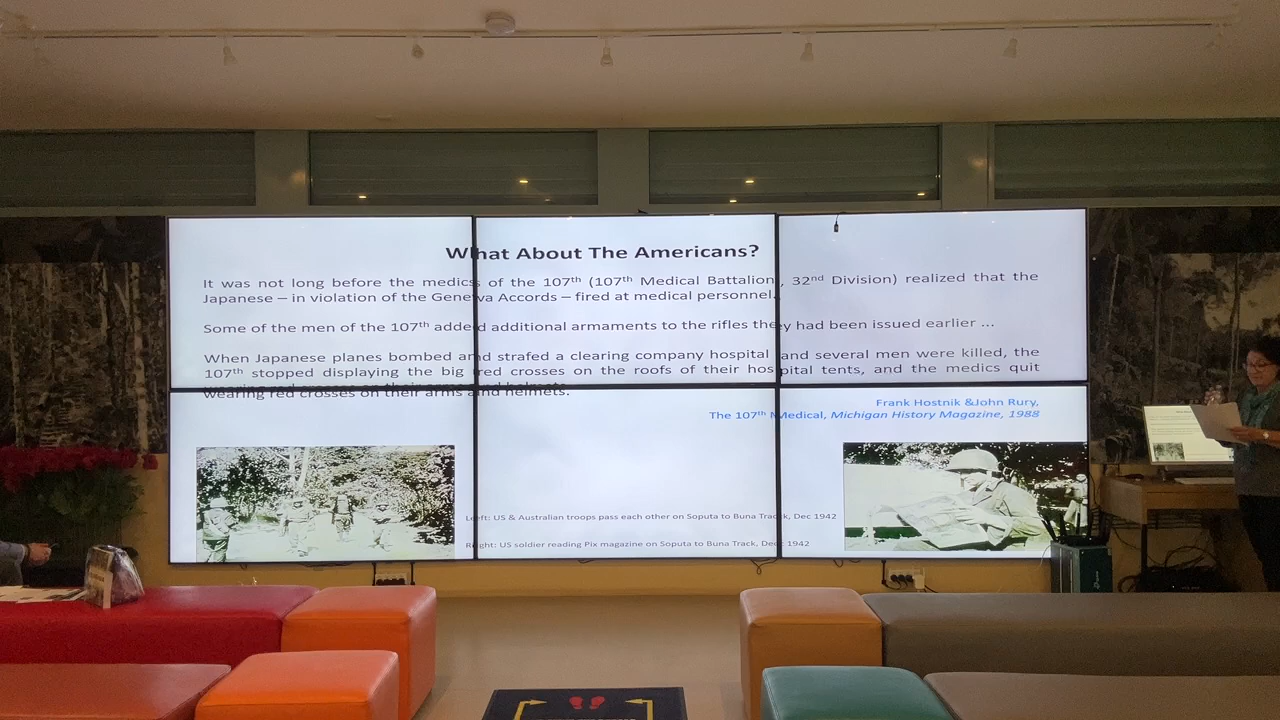 What About The Americans?
It was not long before the medics of the 107th (107th Medical Battalion, 32nd Division) realized that the
Japanese – in violation of the Geneva Accords – fired at medical personnel.
Some of the men of the 107th added additional armaments to the rifles they had been issued earlier ...
When Japanese planes bombed and strafed a clearing company hospital and several men were killed, the
107th stopped displaying the big red crosses on the roofs of their hospital tents, and the medics quit
wearing red crosses on their arms and helmets.
Frank Hostnik &John Rury,
The 107th Medical, Michigan History Magazine, 1988
Left: US & Australian troops pass each other on Soputa to Buna Track, Dec 1942
Right: US soldier reading Pix magazine on Soputa to Buna Track, Dec 1942